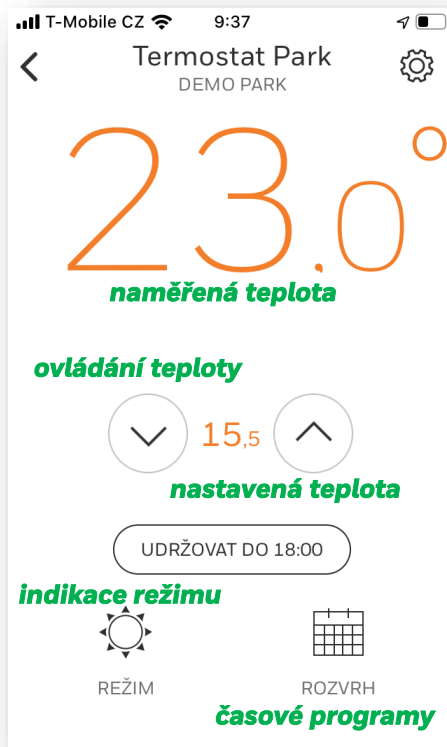 T-Mobile CZ 9:37
Termostat Park
DEMO PARK
23.0°
naměřená teplota
ovládání teploty
15,5
nastavená teplota
UDRŽOVAT DO 18:00
indikace režimu
REŽIM ROZVRH
časové programy